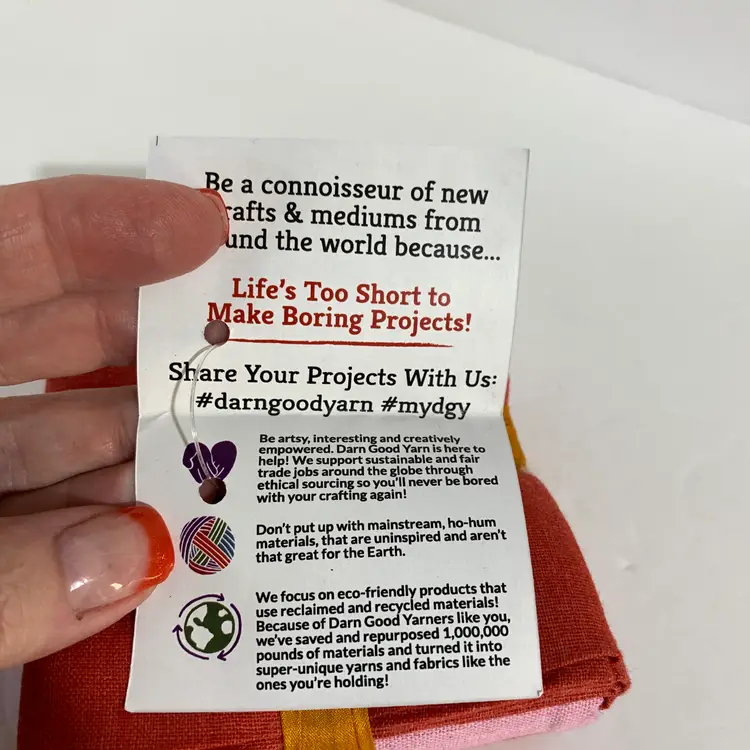 Be a connoisseur of new
rafts & mediums from
und the world because...
Life's Too Short to
Make Boring Projects!
Share Your Projects With Us:
#darngoodyarn #mydgy
Be artsy, interesting and creatively
empowered. Darn Good Yarn is here to
help! We support sustainable and fair
trade jobs around the globe through
ethical sourcing so you'll never be bored
with your crafting again!
Don't put up with mainstream, ho-hum
materials, that are uninspired and aren't
that great for the Earth.
We focus on eco-friendly products that
use reclaimed and recycled materials!
Because of Darn Good Yarners like you,
we've saved and repurposed 1,000,000
pounds of materials and turned it into
super-unique yarns and fabrics like the
ones you're holding!